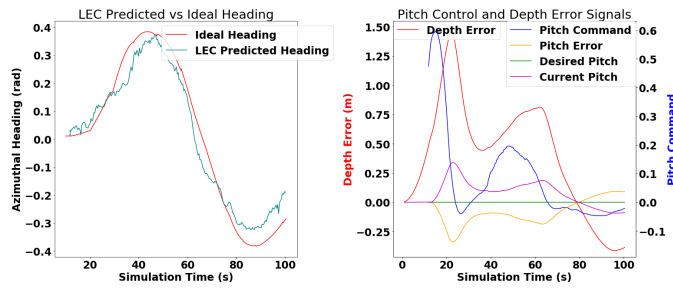 LEC Predicted vs Ideal Heading
Ideal Heading
LEC Predicted Heading
Azimuthal Heading (rad)
0.4
0.3
0.2
0.1
0.0
−0.1
−0.2
−0.3
−0.4
20
40
60
80
100
Simulation Time (s)
Pitch Control and Depth Error Signals
Depth Error
Pitch Command
Pitch Error
Desired Pitch
Current Pitch
Depth Error (m)
1.50
1.25
1.00
0.75
0.50
0.25
0.00
−0.25
0
20
40
60
80
100
Simulation Time (s)
0.6
0.5
0.4
0.3
0.2
0.1
0.0
−0.1
Pitch Command